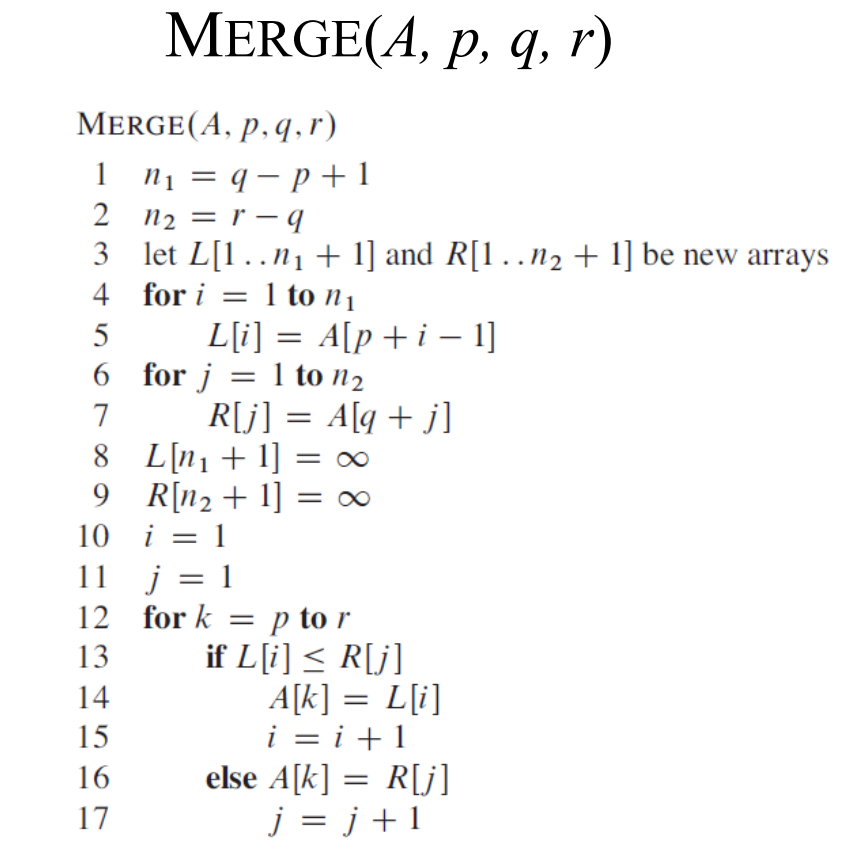 MERGE(A, p, q, r)
MERGE(A, p, q, r)
1 n₁ = q − p + 1
2 n₂ = r − q
3 let L[1..n₁ + 1] and R[1..n₂ + 1] be new arrays
4 for i = 1 to n₁
5 L[i] = A[p + i − 1]
6 for j = 1 to n₂
7 R[j] = A[q + j]
8 L[n₁ + 1] = ∞
9 R[n₂ + 1] = ∞
10 i = 1
11 j = 1
12 for k = p to r
13 if L[i] ≤ R[j]
14 A[k] = L[i]
15 i = i + 1
16 else A[k] = R[j]
17 j = j + 1